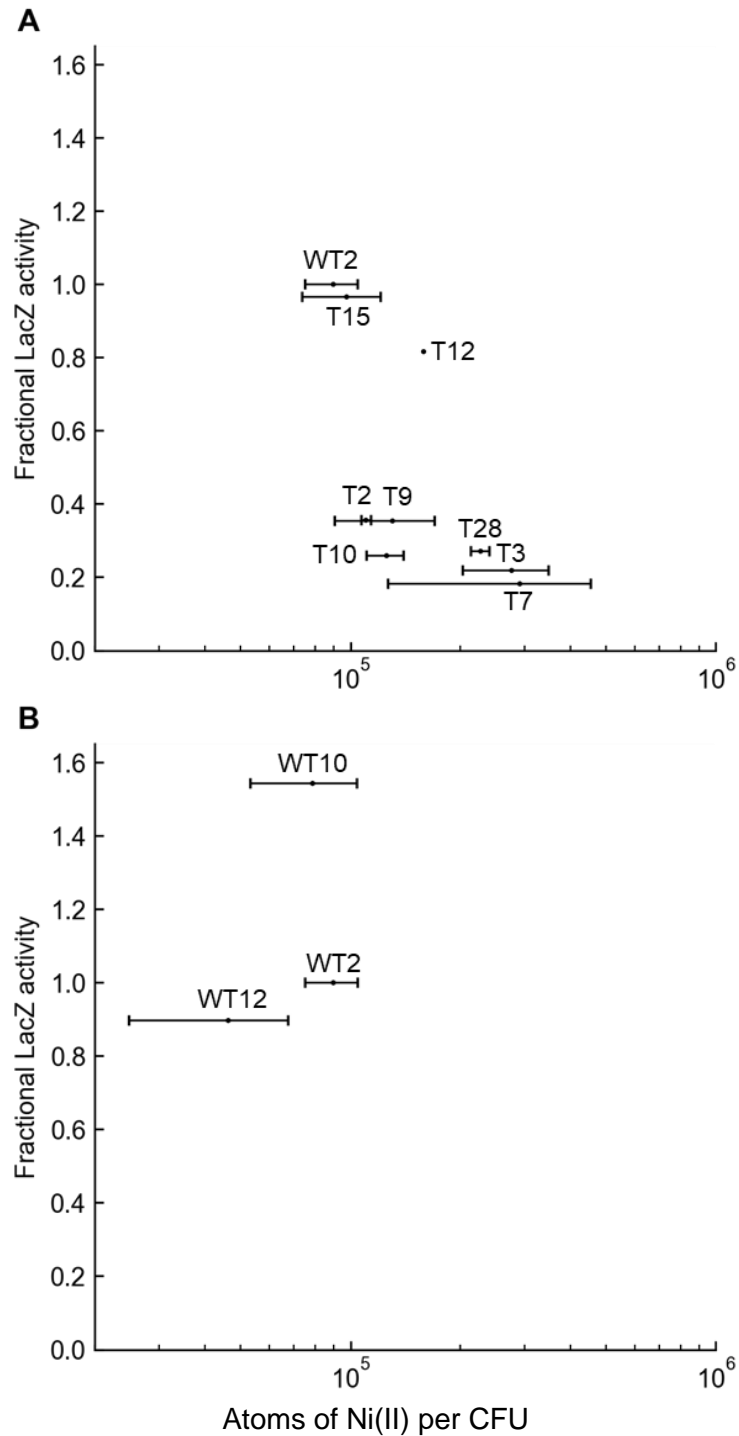 A
Fractional LacZ activity
1.6
1.4
1.2
1.0
0.8
0.6
0.4
0.2
0.0
WT2
T15
T12
T2 T9
T10
T28
T3
T7
10⁵ 10⁶
B
Fractional LacZ activity
1.6
1.4
1.2
1.0
0.8
0.6
0.4
0.2
0.0
WT10
WT2
WT12
10⁵ 10⁶
Atoms of Ni(II) per CFU